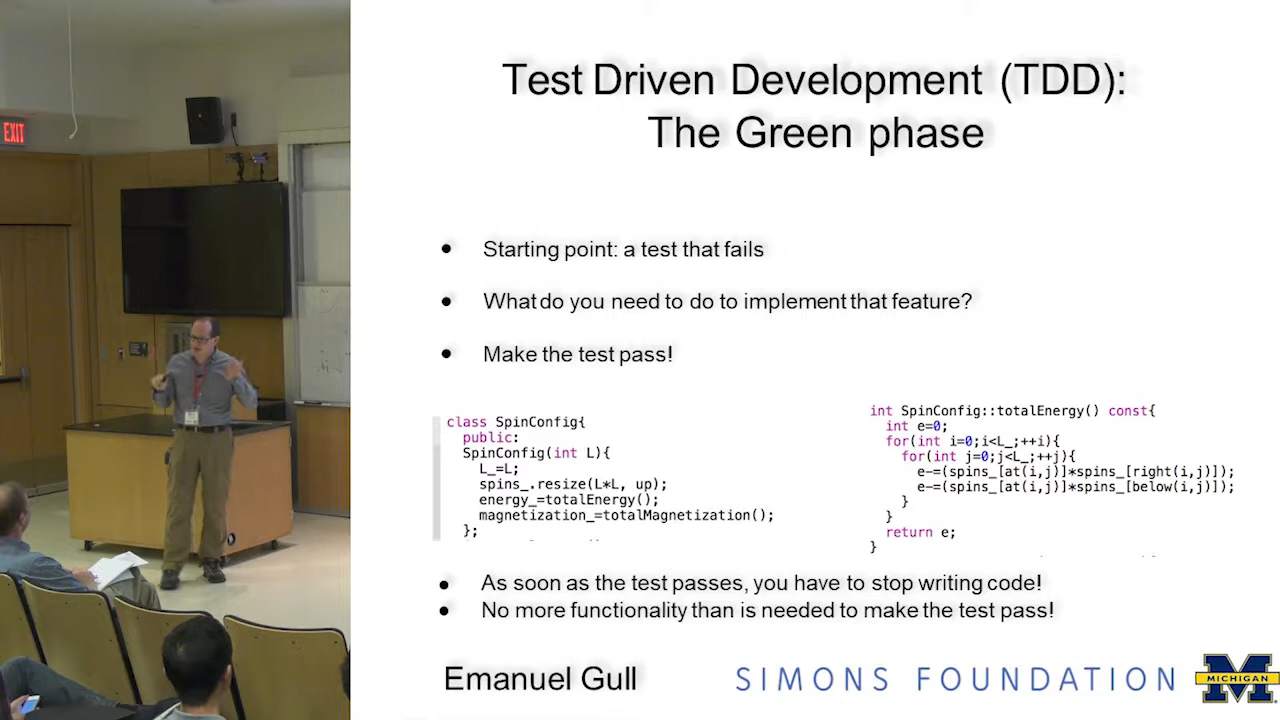 EXIT
Test Driven Development (TDD):
The Green phase
• Starting point: a test that fails
• What do you need to do to implement that feature?
• Make the test pass!
class SpinConfig{
public:
SpinConfig(int L){
L_=L;
spins_.resize(L*L, up);
energy_=totalEnergy();
magnetization_=totalMagnetization();
};
int SpinConfig::totalEnergy() const{
int e=0;
for(int i=0;i<L_;++i){
for(int j=0;j<L_;++j){
e-=(spins_[at(i,j)]*spins_[right(i,j)]);
e-=(spins_[at(i,j)]*spins_[below(i,j)]);
}
}
return e;
}
• As soon as the test passes, you have to stop writing code!
• No more functionality than is needed to make the test pass!
Emanuel Gull
SIMONS FOUNDATION
M
MICHIGAN